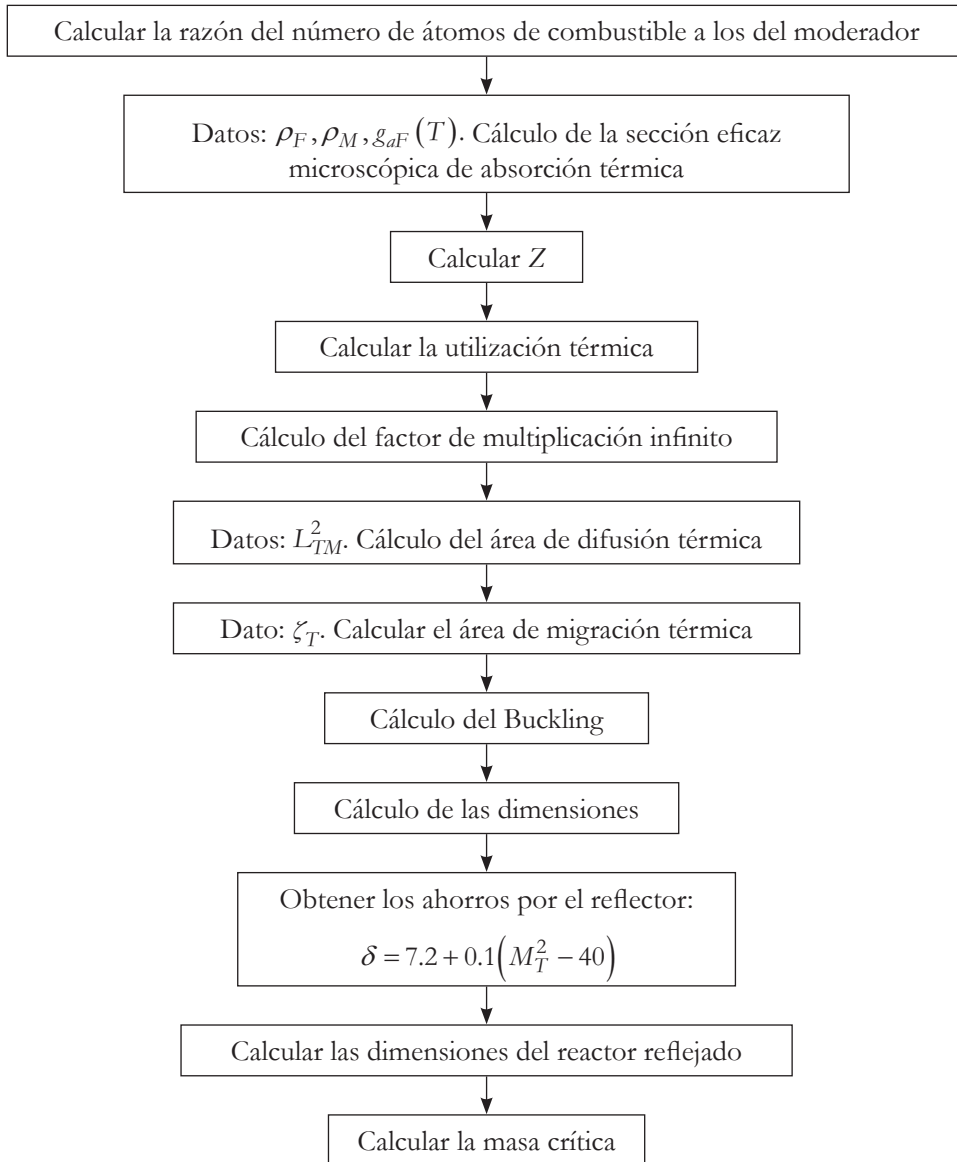 Calcular la razón del número de átomos de combustible a los del moderador
Datos: ρ_F, ρ_M, g_{aF}(T). Cálculo de la sección eficaz
microscópica de absorción térmica
Calcular Z
Calcular la utilización térmica
Cálculo del factor de multiplicación infinito
Datos: L²_{TM}. Cálculo del área de difusión térmica
Dato: ζ_T. Calcular el área de migración térmica
Cálculo del Buckling
Cálculo de las dimensiones
Obtener los ahorros por el reflector:
δ = 7.2 + 0.1(M²_T − 40)
Calcular las dimensiones del reactor reflejado
Calcular la masa crítica